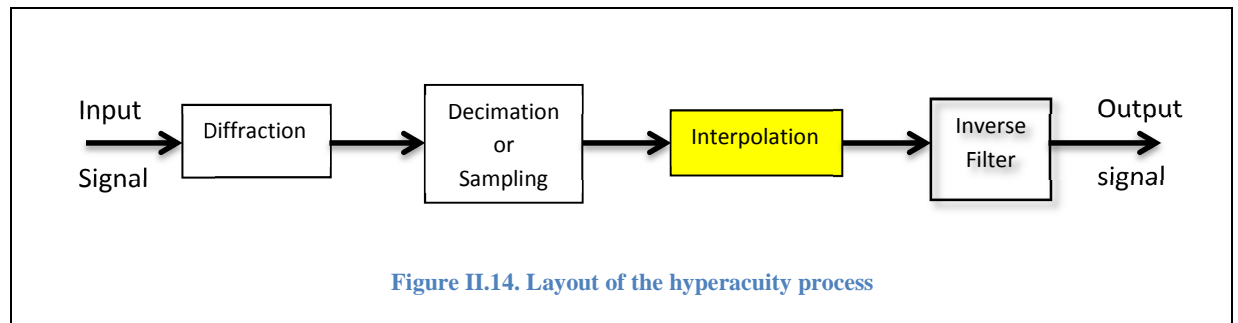 Input
Signal
Diffraction
Decimation
or
Sampling
Interpolation
Inverse
Filter
Output
signal
Figure II.14. Layout of the hyperacuity process